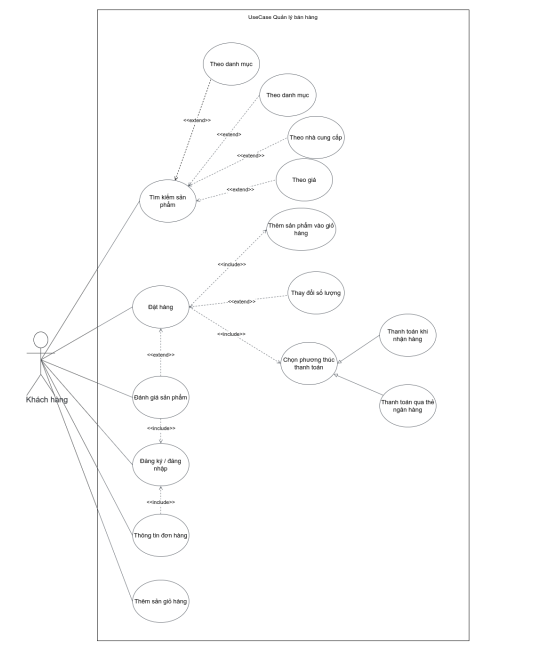 UseCase Quản lý bán hàng
Theo danh mục
Theo danh mục
<<extend>>
<<extend>
Theo nhà cung cấp
<<extend>>
Theo giá
<<extend>>
Tìm kiếm sản
phẩm
Thêm sản phẩm vào giỏ
hàng
<<include>>
Thay đổi số lượng
<<extend>>
Đặt hàng
<<include>>
Thanh toán khi
nhận hàng
Chọn phương thúc
thanh toán
<<extend>>
Thanh toán qua thẻ
ngân hàng
Khách hàng
Đánh giá sản phẩm
<<include>>
Đăng ký / đăng
nhập
<<include>>
Thông tin đơn hàng
Thêm sản giỏ hàng